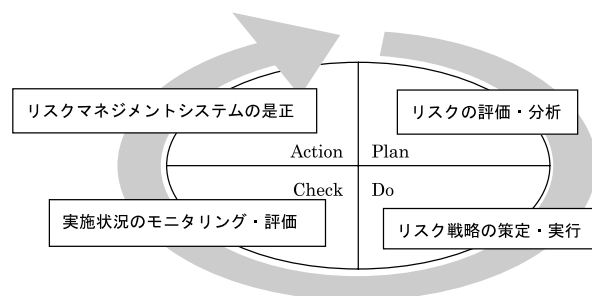 リスクマネジメントシステムの是正
リスクの評価・分析
Action
Plan
Check
Do
実施状況のモニタリング・評価
リスク戦略の策定・実行